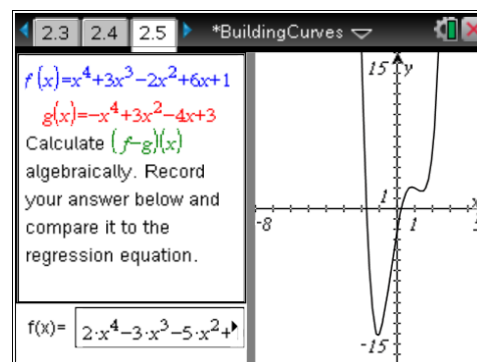 2.3 2.4 2.5 *BuildingCurves
f(x)=x⁴+3x³−2x²+6x+1
g(x)=−x⁴+3x²−4x+3
Calculate (f−g)(x)
algebraically. Record
your answer below and
compare it to the
regression equation.
f(x)= 2·x⁴−3·x³−5·x²+
15 y
1
-8
1
x
-15